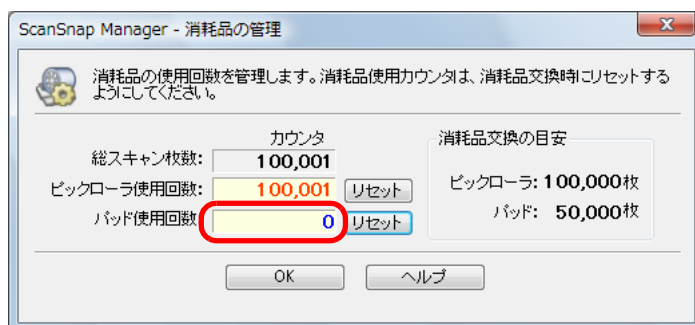 ScanSnap Manager - 消耗品の管理
消耗品の使用回数を管理します。消耗品使用カウンタは、消耗品交換時にリセットする
ようにしてください。
カウンタ
総スキャン枚数: 100,001
ピックローラ使用回数: 100,001 リセット
パッド使用回数 0 リセット
消耗品交換の目安
ピックローラ: 100,000枚
パッド: 50,000枚
OK ヘルプ